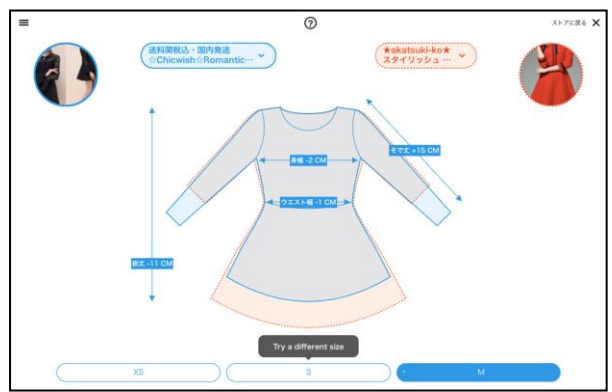 ストアに戻る ✕
送料関税込・国内発送
☆Chicwish☆Romantic…
★akatsuki-ko★
スタイリッシュ …
そで丈 +15 CM
身幅 -2 CM
ウエスト幅 -1 CM
総丈 -11 CM
Try a different size
XS
S
M